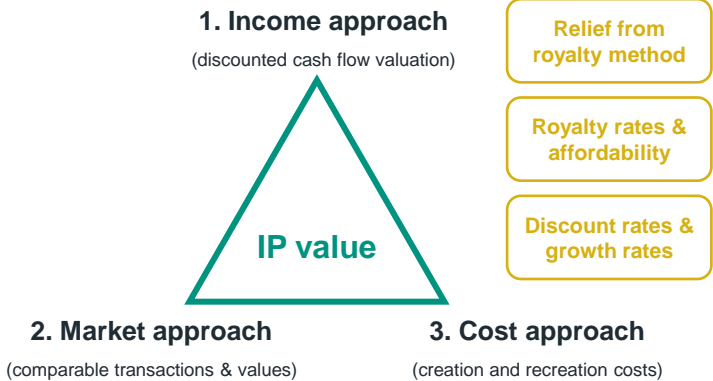 1. Income approach
(discounted cash flow valuation)
Relief from
royalty method
Royalty rates &
affordability
Discount rates &
growth rates
IP value
2. Market approach
(comparable transactions & values)
3. Cost approach
(creation and recreation costs)